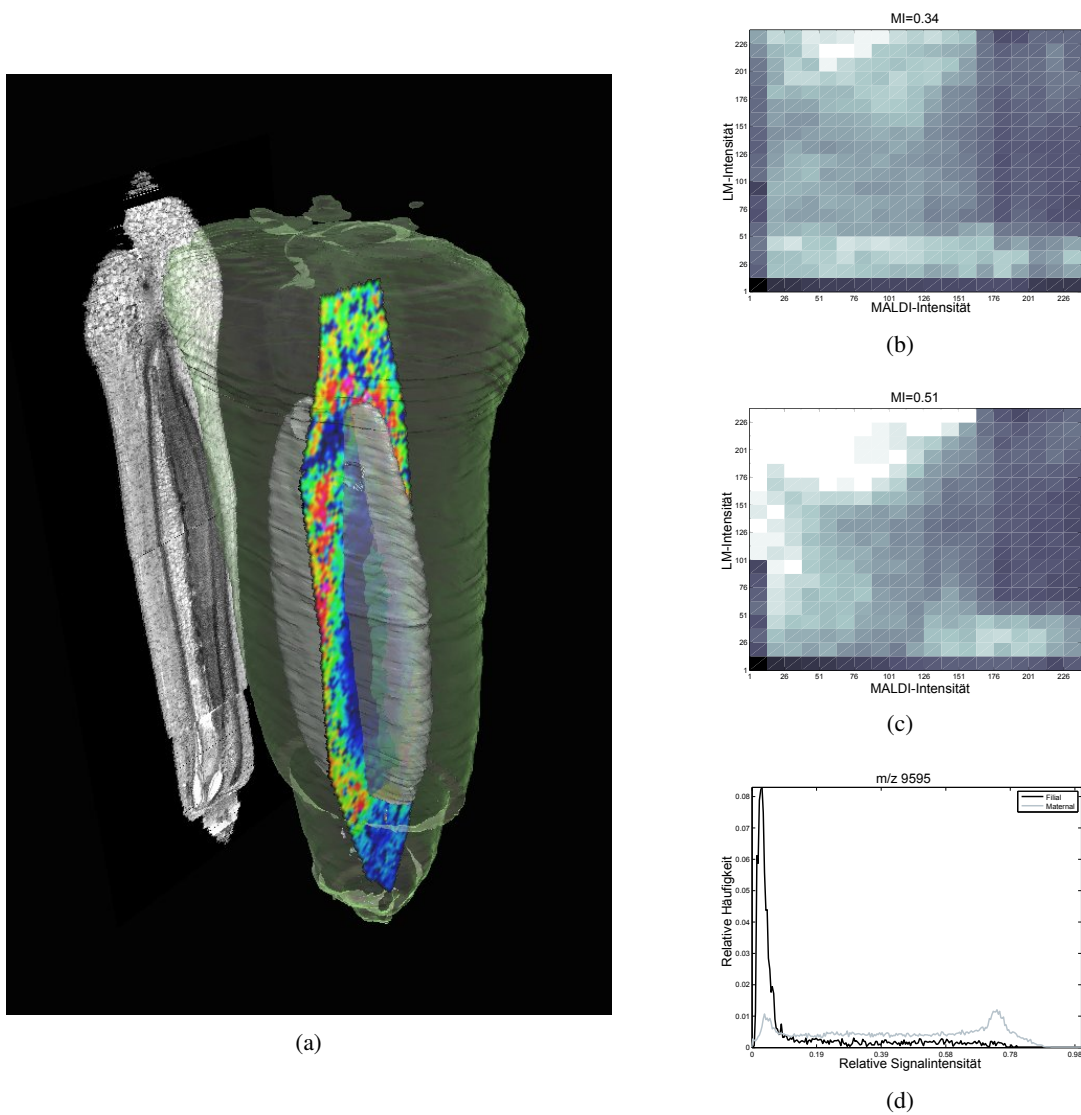 (a)
MI=0.34
LM-Intensität
226
201
176
151
126
101
76
51
26
1
1 26 51 76 101 126 151 176 201 226
MALDI-Intensität
(b)
MI=0.51
LM-Intensität
226
201
176
151
126
101
76
51
26
1
1 26 51 76 101 126 151 176 201 226
MALDI-Intensität
(c)
m/z 9595
Filial
Maternal
Relative Häufigkeit
0.08
0.07
0.06
0.05
0.04
0.03
0.02
0.01
0
0 0.19 0.39 0.58 0.78 0.98
Relative Signalintensität
(d)